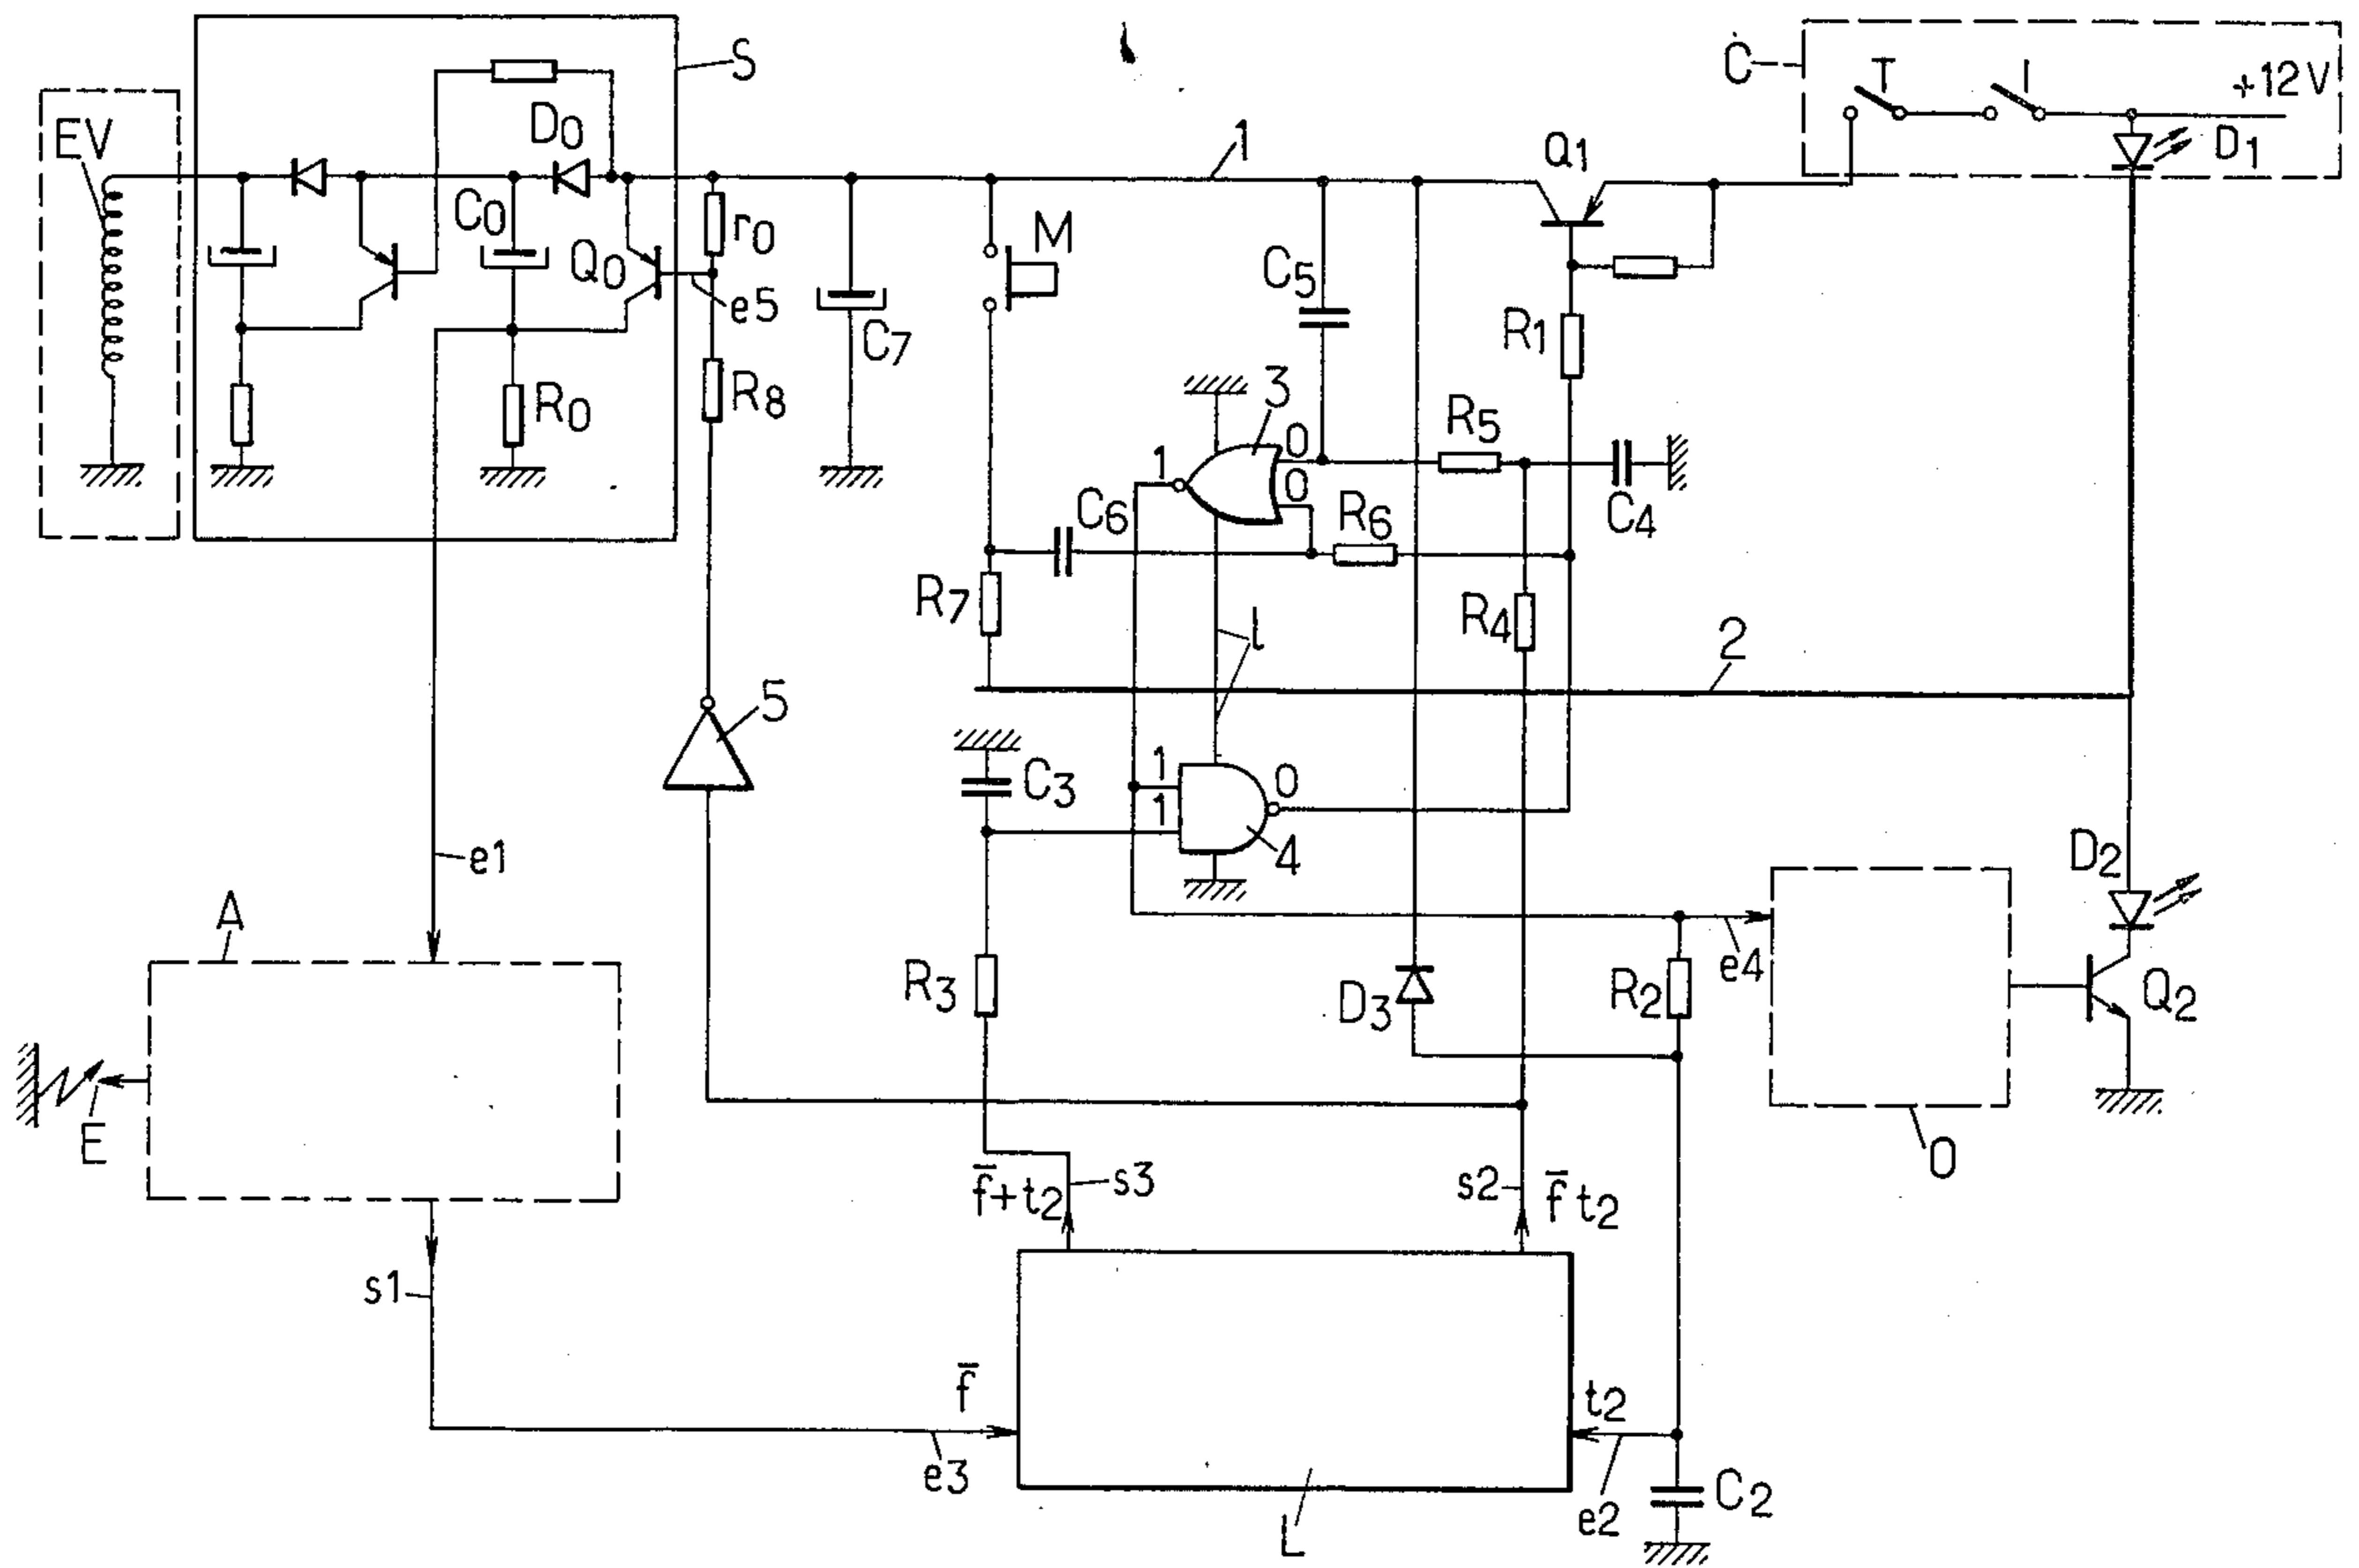 S
C
T
I
+12V
D1
EV
D0
1
Q1
C0
Q0
r0
e5
M
C5
C7
R1
R0
R8
3
0
0
1
R5
C4
C6
R6
R7
R4
l
2
5
C3
1
1
0
4
e1
A
D2
R3
D3
R2
e4
Q2
E
O
f̄+t2
s3
s2
f̄t2
s1
f̄
t2
e3
L
e2
C2